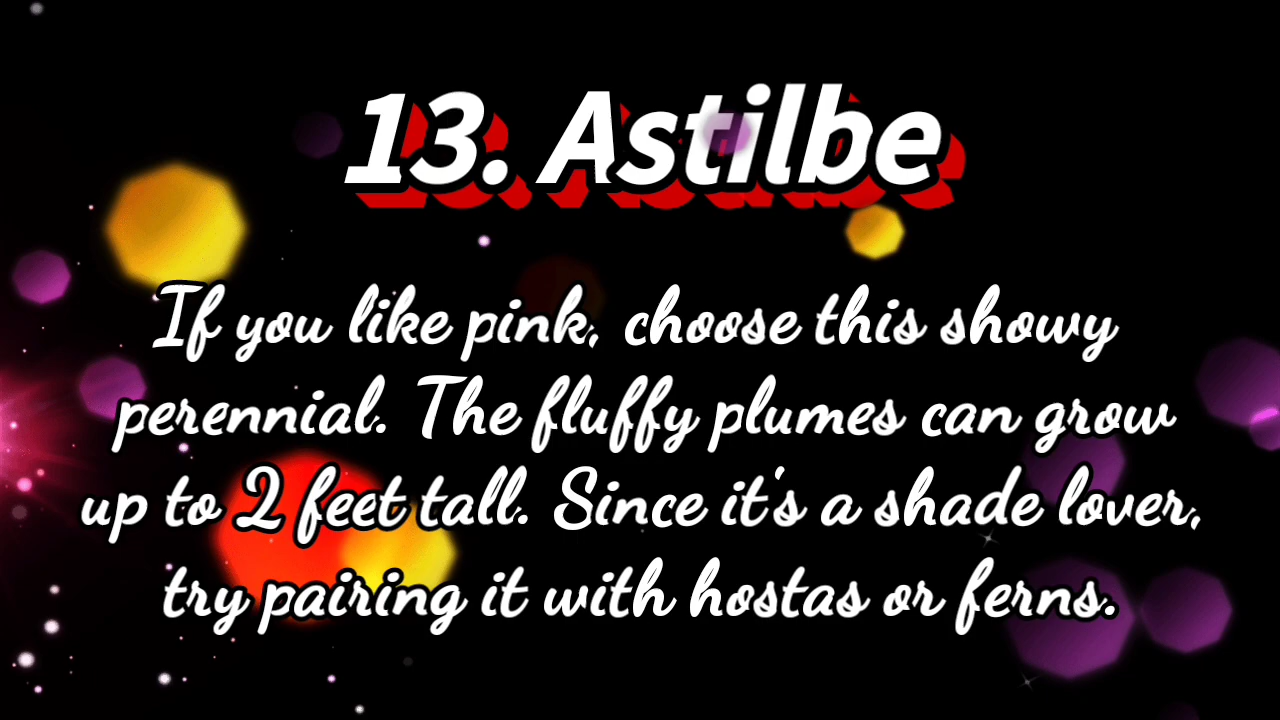 13. Astilbe
If you like pink, choose this showy
perennial. The fluffy plumes can grow
up to 2 feet tall. Since it's a shade lover,
try pairing it with hostas or ferns.